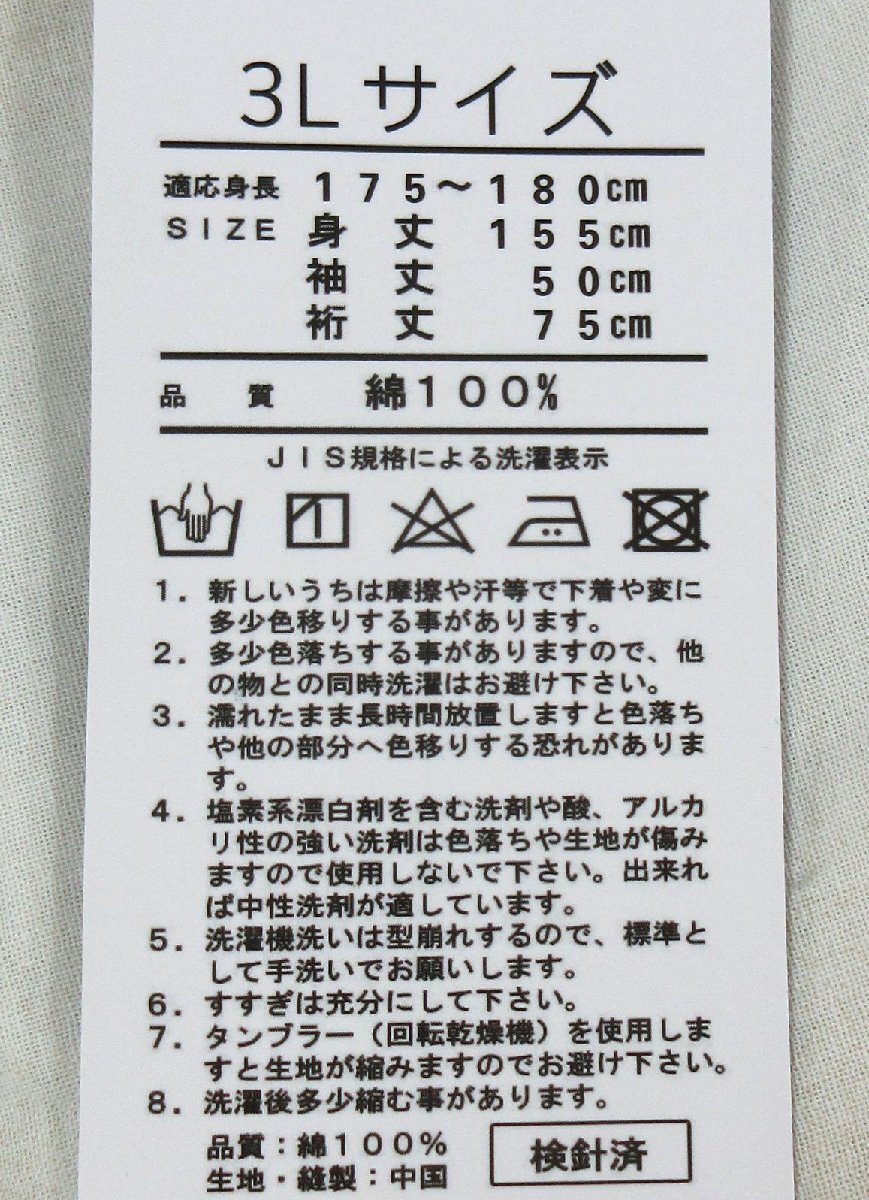 3Lサイズ
適応身長 175〜180cm
SIZE 身丈 155cm
袖丈 50cm
裄丈 75cm
品質 綿100%
JIS規格による洗濯表示
1. 新しいうちは摩擦や汗等で下着や変に
多少色移りする事があります。
2. 多少色落ちする事がありますので、他
の物との同時洗濯はお避け下さい。
3. 濡れたまま長時間放置しますと色落ち
や他の部分へ色移りする恐れがありま
す。
4. 塩素系漂白剤を含む洗剤や酸、アルカ
リ性の強い洗剤は色落ちや生地が傷み
ますので使用しないで下さい。出来れ
ば中性洗剤が適しています。
5. 洗濯機洗いは型崩れするので、標準と
して手洗いでお願いします。
6. すすぎは充分にして下さい。
7. タンブラー(回転乾燥機)を使用しま
すと生地が縮みますのでお避け下さい。
8. 洗濯後多少縮む事があります。
品質:綿100%
生地・縫製:中国
検針済